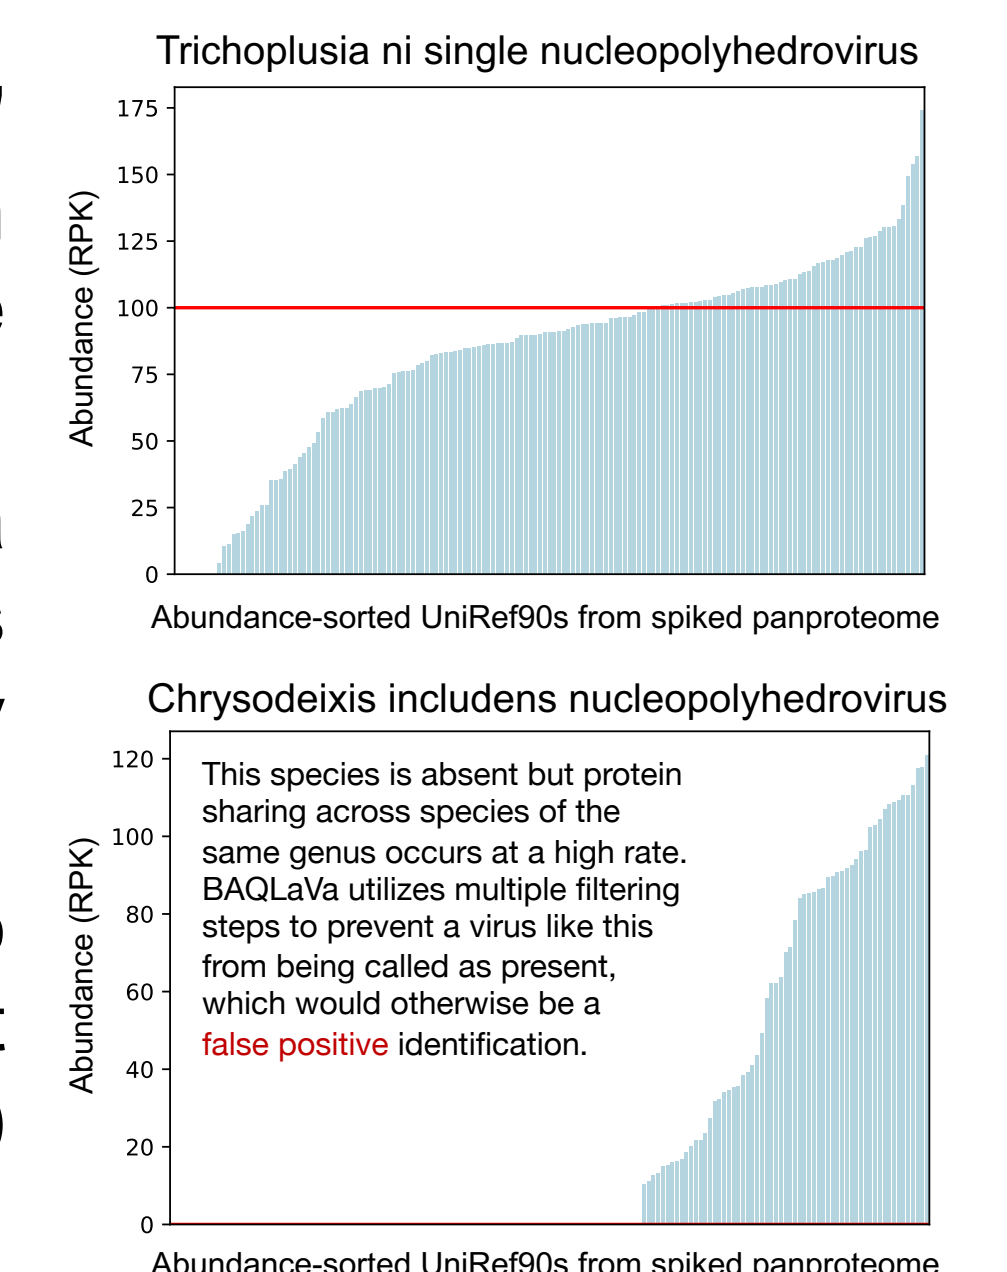 Trichoplusia ni single nucleopolyhedrovirus
175
150
125
100
75
50
25
0
Abundance (RPK)
Abundance-sorted UniRef90s from spiked panproteome
Chrysodeixis includens nucleopolyhedrovirus
120
100
80
60
40
20
0
Abundance (RPK)
This species is absent but protein
sharing across species of the
same genus occurs at a high rate.
BAQLaVa utilizes multiple filtering
steps to prevent a virus like this
from being called as present,
which would otherwise be a
false positive identification.
Abundance-sorted UniRef90s from spiked panproteome